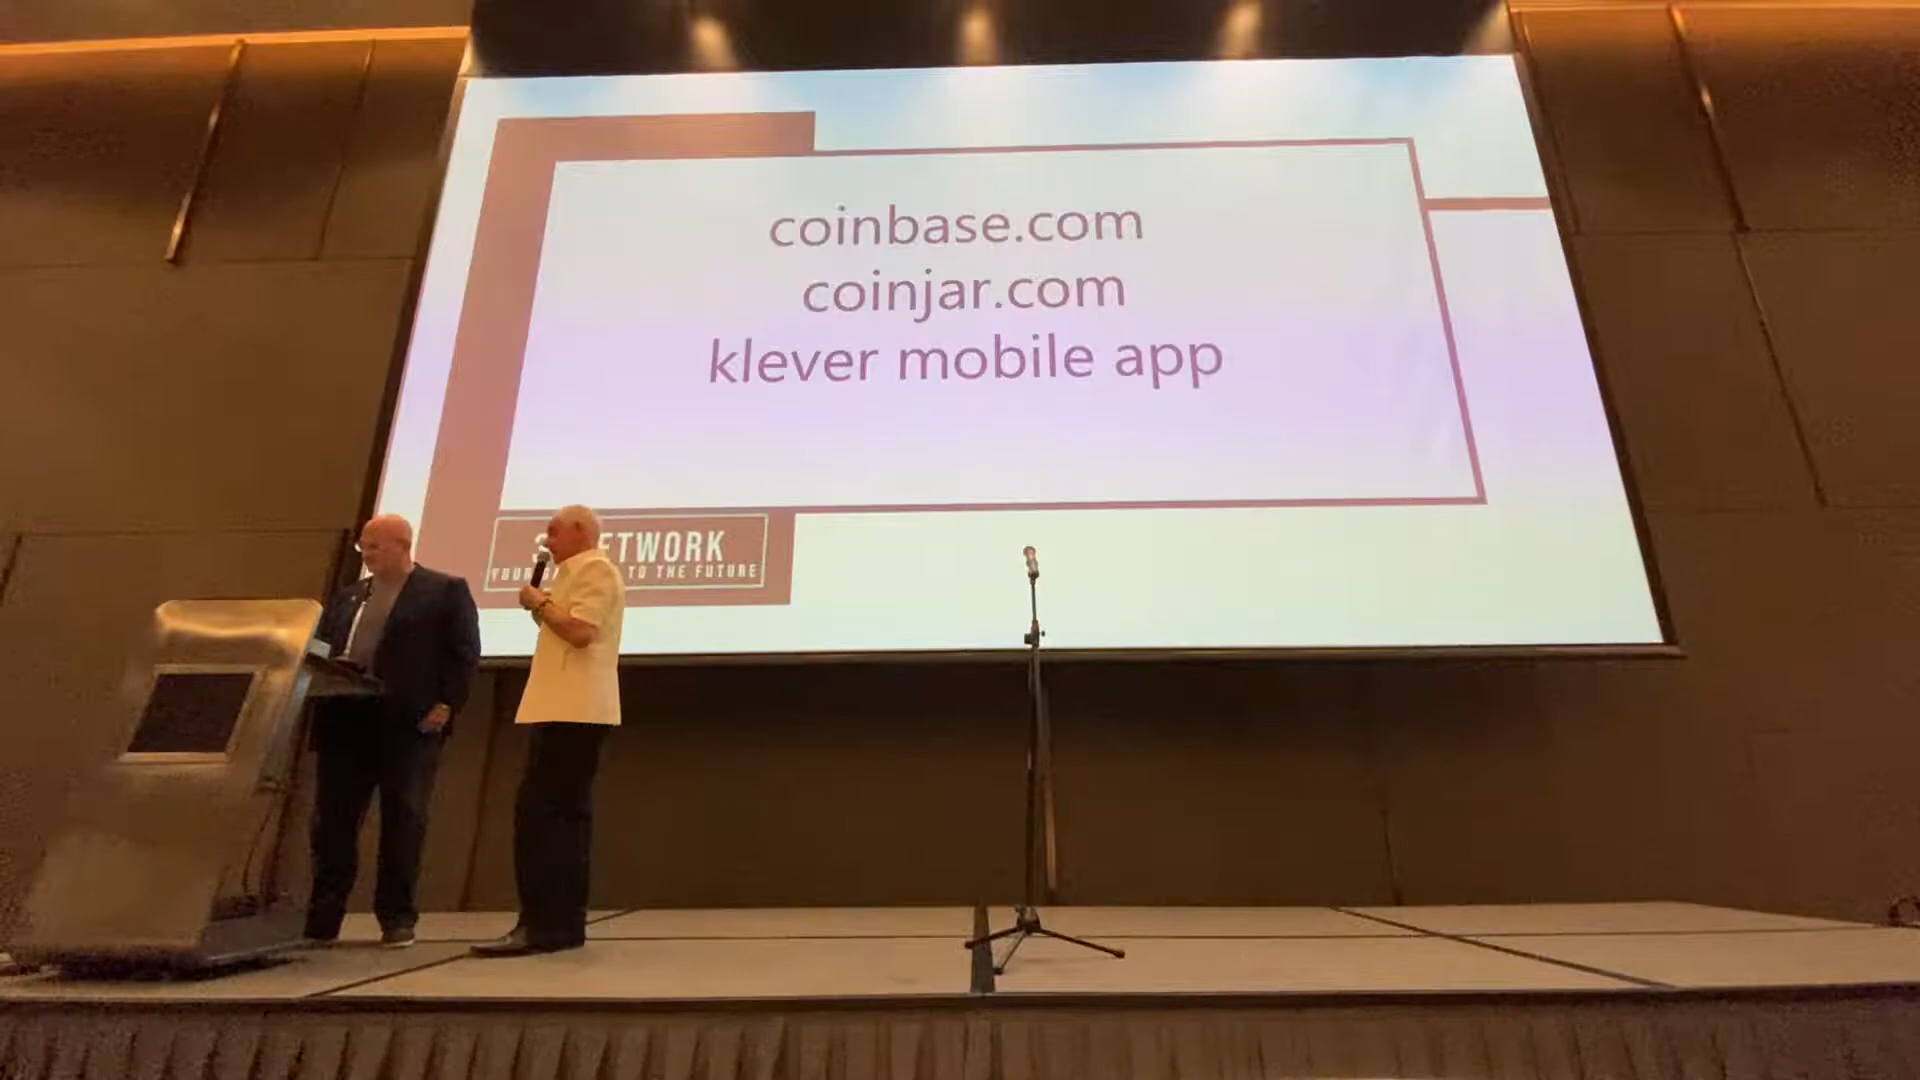 coinbase.com
coinjar.com
klever mobile app
ETWORK
TO THE FUTURE